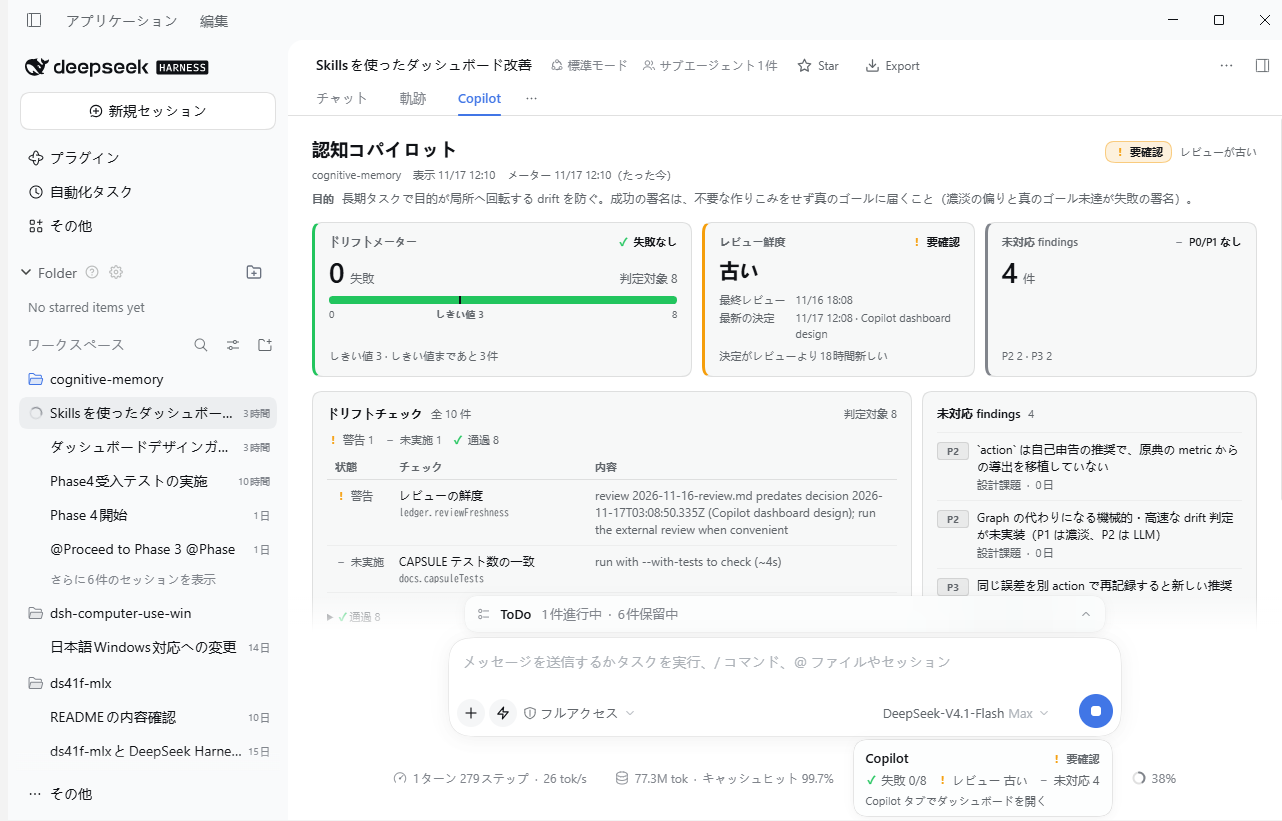 アプリケーション 編集
deepseek HARNESS
新規セッション
プラグイン
自動化タスク
その他
Folder
No starred items yet
ワークスペース
cognitive-memory
Skillsを使ったダッシュボー... 3時間
ダッシュボードデザインガ... 3時間
Phase4受入テストの実施 10時間
Phase 4開始 1日
@Proceed to Phase 3 @Phase 1日
さらに6件のセッションを表示
dsh-computer-use-win
日本語Windows対応への変更 14日
ds41f-mlx
READMEの内容確認 10日
ds41f-mlxとDeepSeek Harne... 15日
··· その他
Skillsを使ったダッシュボード改善 標準モード サブエージェント1件 Star Export ···
チャット 軌跡 Copilot ···
認知コパイロット
! 要確認 レビューが古い
cognitive-memory 表示 11/17 12:10 メーター 11/17 12:10（たった今）
目的 長期タスクで目的が局所へ回転する drift を防ぐ。成功の署名は、不要な作りこみをせず真のゴールに届くこと（濃淡の偏りと真のゴール未達が失敗の署名）。
ドリフトメーター ✓ 失敗なし
0 失敗 判定対象 8
0 しきい値 3 8
しきい値 3 · しきい値まであと3件
レビュー鮮度 ! 要確認
古い
最終レビュー 11/16 18:08
最新の決定 11/17 12:08 · Copilot dashboard
design
決定がレビューより18時間新しい
未対応 findings – P0/P1 なし
4 件
P2 2 · P3 2
ドリフトチェック 全 10 件 判定対象 8
! 警告 1 – 未実施 1 ✓ 通過 8
状態 チェック 内容
! 警告 レビューの鮮度 review 2026-11-16-review.md predates decision 2026-
ledger.reviewFreshness 11-17T03:08:50.335Z (Copilot dashboard design); run
the external review when convenient
– 未実施 CAPSULE テスト数の一致 run with --with-tests to check (~4s)
docs.capsuleTests
▶ ✓ 通過 8
未対応 findings 4
P2 `action` は自己申告の推奨で、原典の metric から
の導出を移植していない
設計課題 · 0日
P2 Graph の代わりになる機械的・高速な drift 判定
が未実装（P1 は濃淡、P2 は LLM）
設計課題 · 0日
P3 同じ誤差を別 action で再記録すると新しい推奨
ToDo 1件進行中 · 6件保留中
メッセージを送信するかタスクを実行、/ コマンド、@ ファイルやセッション
フルアクセス DeepSeek-V4.1-Flash Max
1ターン 279ステップ · 26 tok/s 77.3M tok · キャッシュヒット 99.7% 38%
Copilot ! 要確認
✓ 失敗 0/8 ! レビュー 古い – 未対応 4
Copilot タブでダッシュボードを開く